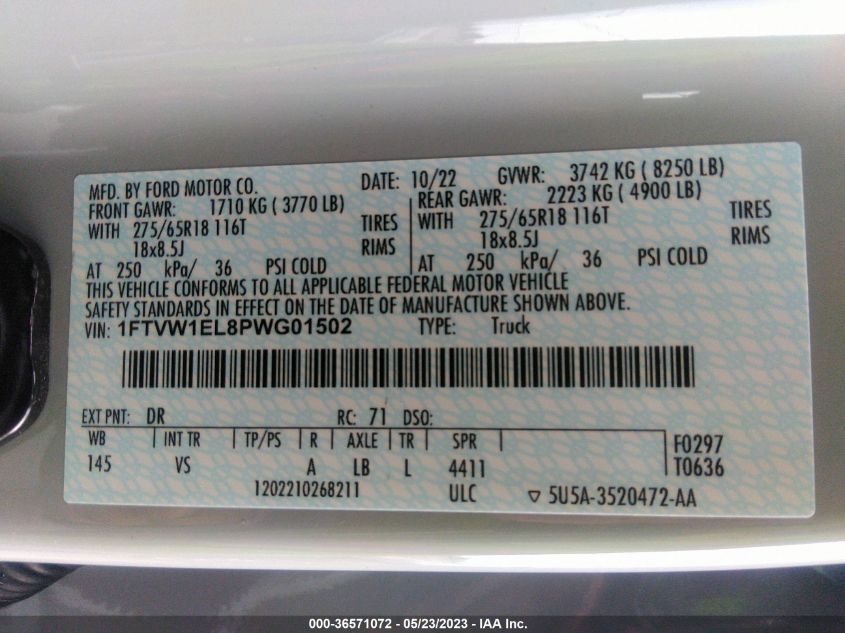 MFD. BY FORD MOTOR CO. DATE: 10/22 GVWR: 3742 KG ( 8250 LB)
FRONT GAWR: 1710 KG ( 3770 LB) REAR GAWR: 2223 KG ( 4900 LB)
WITH 275/65R18 116T TIRES WITH 275/65R18 116T TIRES
18x8.5J RIMS 18x8.5J RIMS
AT 250 kPa/ 36 PSI COLD AT 250 kPa/ 36 PSI COLD
THIS VEHICLE CONFORMS TO ALL APPLICABLE FEDERAL MOTOR VEHICLE
SAFETY STANDARDS IN EFFECT ON THE DATE OF MANUFACTURE SHOWN ABOVE.
VIN: 1FTVW1EL8PWG01502 TYPE: Truck
EXT PNT: DR RC: 71 DSO:
WB INT TR TP/PS R AXLE TR SPR F0297
145 VS A LB L 4411 T0636
1202210268211 ULC ▽ 5U5A-3520472-AA
000-36571072 - 05/23/2023 - IAA Inc.